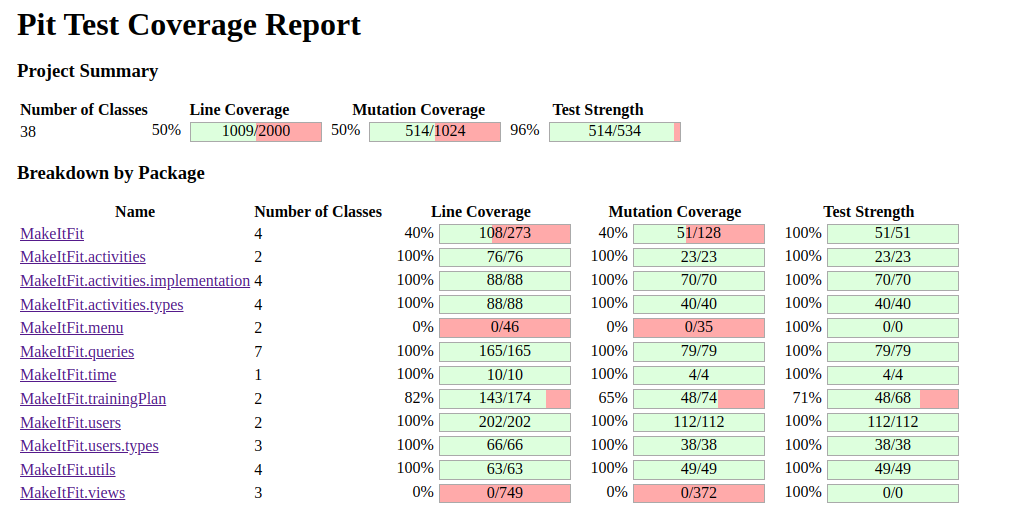 Pit Test Coverage Report
Project Summary
Number of Classes Line Coverage Mutation Coverage Test Strength
38 50% 1009/2000 50% 514/1024 96% 514/534
Breakdown by Package
Name Number of Classes Line Coverage Mutation Coverage Test Strength
MakeItFit 4 40% 108/273 40% 51/128 100% 51/51
MakeItFit.activities 2 100% 76/76 100% 23/23 100% 23/23
MakeItFit.activities.implementation 4 100% 88/88 100% 70/70 100% 70/70
MakeItFit.activities.types 4 100% 88/88 100% 40/40 100% 40/40
MakeItFit.menu 2 0% 0/46 0% 0/35 100% 0/0
MakeItFit.queries 7 100% 165/165 100% 79/79 100% 79/79
MakeItFit.time 1 100% 10/10 100% 4/4 100% 4/4
MakeItFit.trainingPlan 2 82% 143/174 65% 48/74 71% 48/68
MakeItFit.users 2 100% 202/202 100% 112/112 100% 112/112
MakeItFit.users.types 3 100% 66/66 100% 38/38 100% 38/38
MakeItFit.utils 4 100% 63/63 100% 49/49 100% 49/49
MakeItFit.views 3 0% 0/749 0% 0/372 100% 0/0